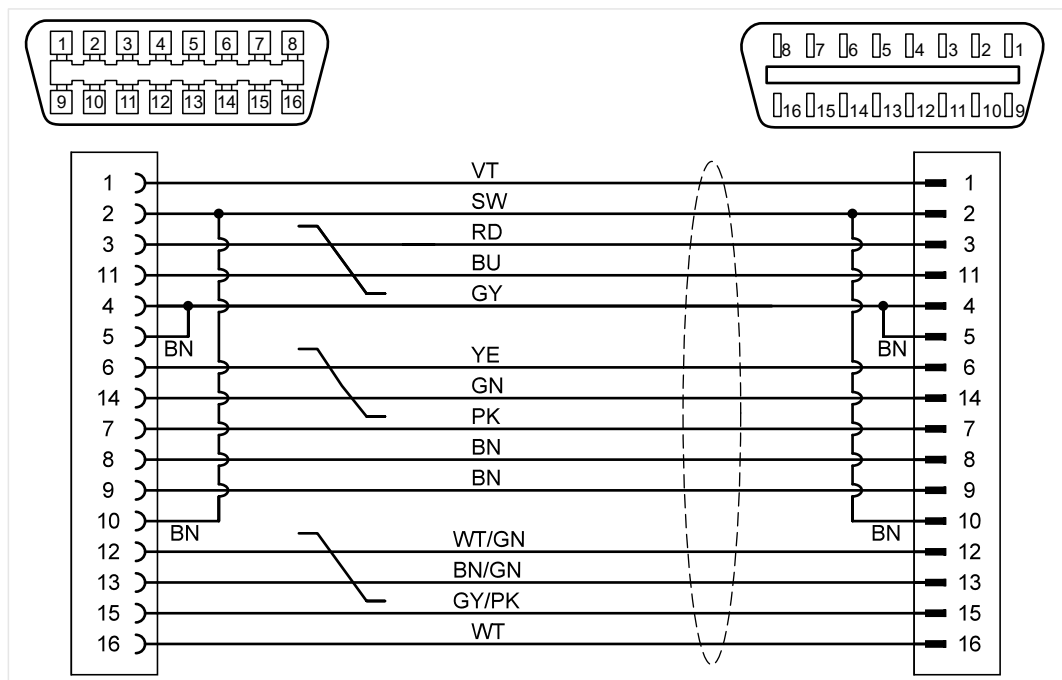 1 2 3 4 5 6 7 8
9 10 11 12 13 14 15 16
8 7 6 5 4 3 2 1
16 15 14 13 12 11 10 9
1 VT 1
2 SW 2
3 RD 3
11 BU 11
4 GY 4
5 BN BN 5
6 YE 6
14 GN 14
7 PK 7
8 BN 8
9 BN 9
10 BN BN 10
12 WT/GN 12
13 BN/GN 13
15 GY/PK 15
16 WT 16